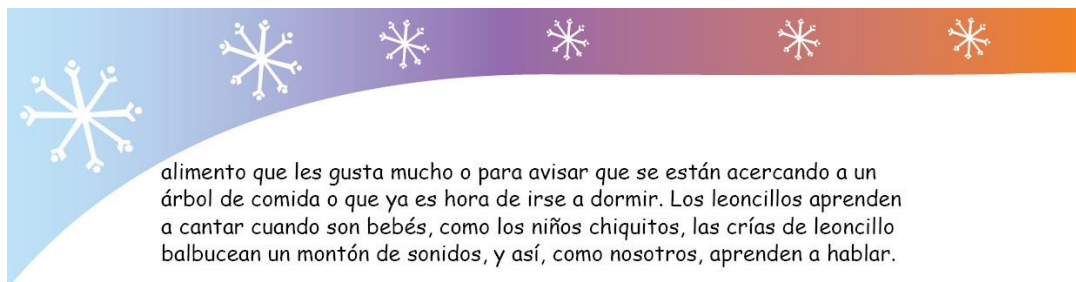 alimento que les gusta mucho o para avisar que se están acercando a un
árbol de comida o que ya es hora de irse a dormir. Los leoncillos aprenden
a cantar cuando son bebés, como los niños chiquitos, las crías de leoncillo
balbucean un montón de sonidos, y así, como nosotros, aprenden a hablar.